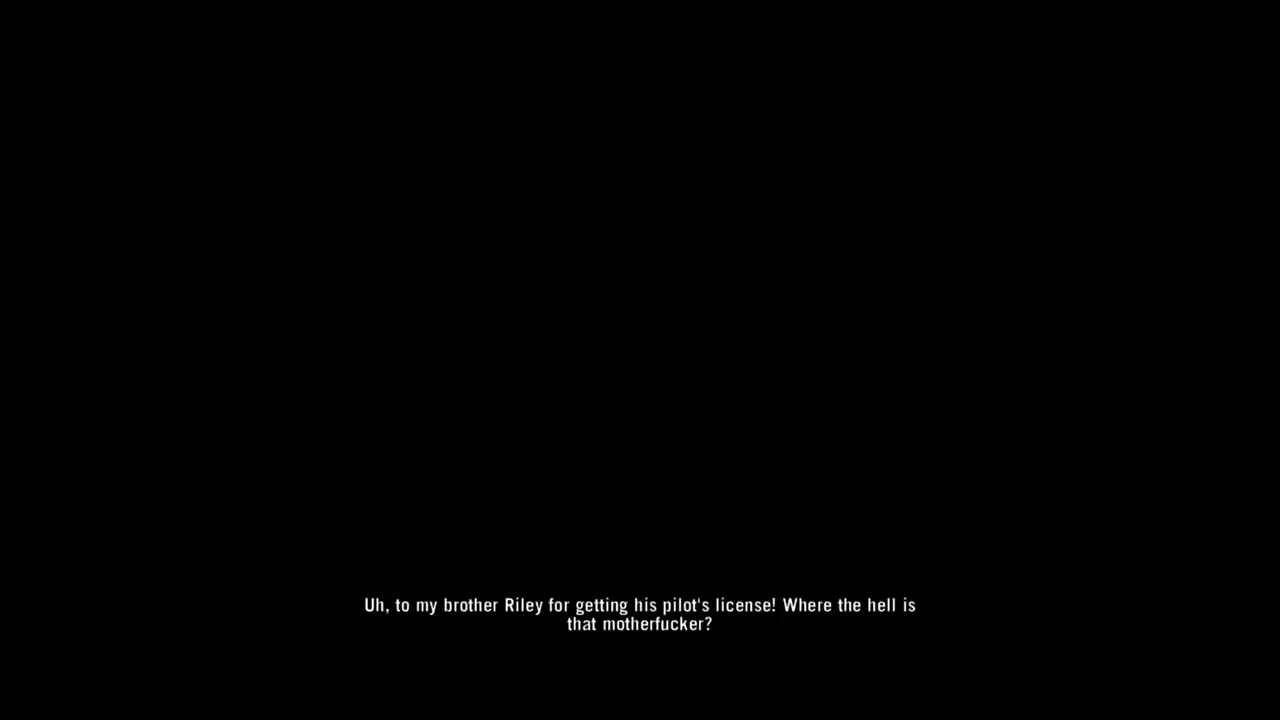 Uh, to my brother Riley for getting his pilot's license! Where the hell is
that motherfucker?